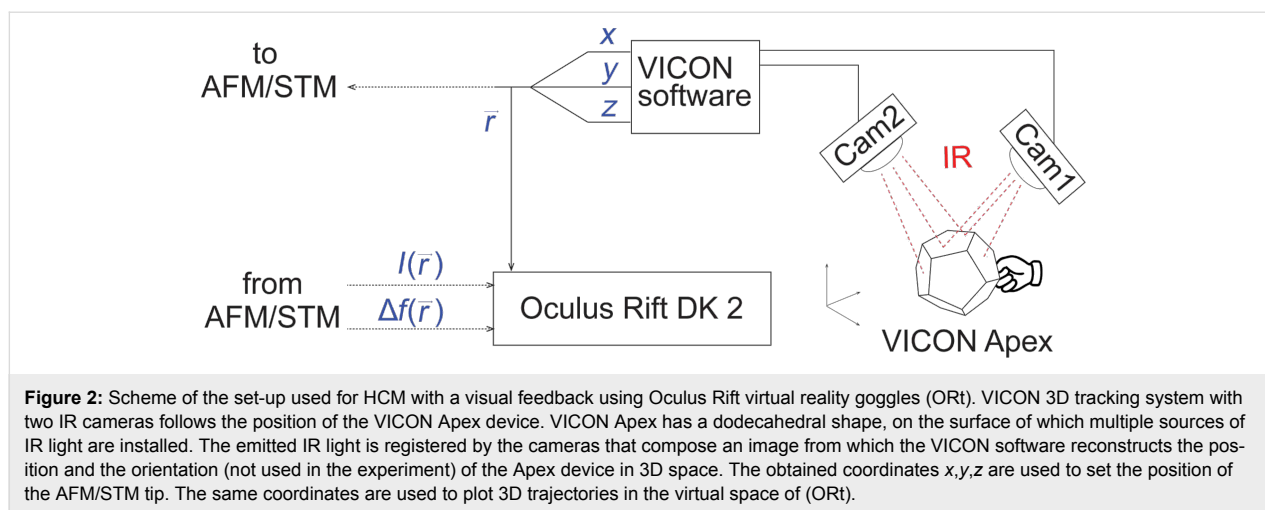 to
AFM/STM
x
y
z
r
VICON
software
Cam2
IR
Cam1
from
AFM/STM
I(r)
Δf(r)
Oculus Rift DK 2
VICON Apex
Figure 2: Scheme of the set-up used for HCM with a visual feedback using Oculus Rift virtual reality goggles (ORt). VICON 3D tracking system with
two IR cameras follows the position of the VICON Apex device. VICON Apex has a dodecahedral shape, on the surface of which multiple sources of
IR light are installed. The emitted IR light is registered by the cameras that compose an image from which the VICON software reconstructs the pos-
ition and the orientation (not used in the experiment) of the Apex device in 3D space. The obtained coordinates x,y,z are used to set the position of
the AFM/STM tip. The same coordinates are used to plot 3D trajectories in the virtual space of (ORt).